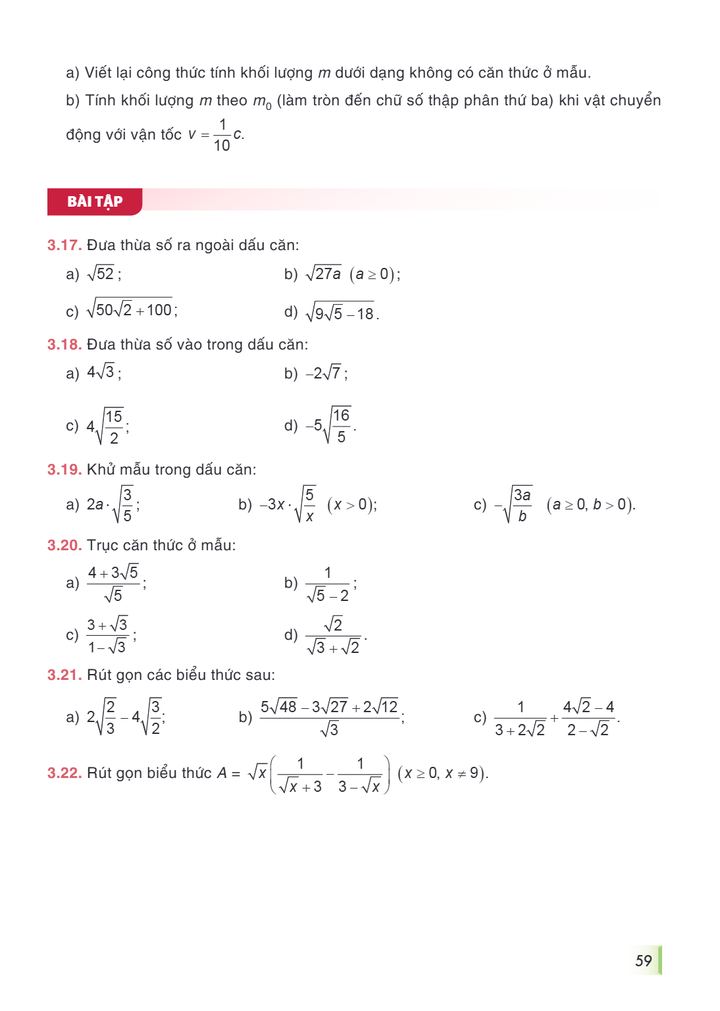 a) Viết lại công thức tính khối lượng m dưới dạng không có căn thức ở mẫu.
b) Tính khối lượng m theo m₀ (làm tròn đến chữ số thập phân thứ ba) khi vật chuyển
động với vận tốc v = 1/10 c.
BÀI TẬP
3.17. Đưa thừa số ra ngoài dấu căn:
a) √52 ; b) √(27a) (a ≥ 0);
c) √(50√2 + 100); d) √(9√5 − 18).
3.18. Đưa thừa số vào trong dấu căn:
a) 4√3 ; b) −2√7 ;
c) 4√(15/2); d) −5√(16/5).
3.19. Khử mẫu trong dấu căn:
a) 2a·√(3/5); b) −3x·√(5/x) (x > 0); c) −√(3a/b) (a ≥ 0, b > 0).
3.20. Trục căn thức ở mẫu:
a) (4 + 3√5)/√5 ; b) 1/(√5 − 2) ;
c) (3 + √3)/(1 − √3) ; d) √2/(√3 + √2) .
3.21. Rút gọn các biểu thức sau:
a) 2√(2/3) − 4√(3/2); b) (5√48 − 3√27 + 2√12)/√3 ; c) 1/(3 + 2√2) + (4√2 − 4)/(2 − √2) .
3.22. Rút gọn biểu thức A = √x (1/(√x + 3) − 1/(3 − √x)) (x ≥ 0, x ≠ 9).
59